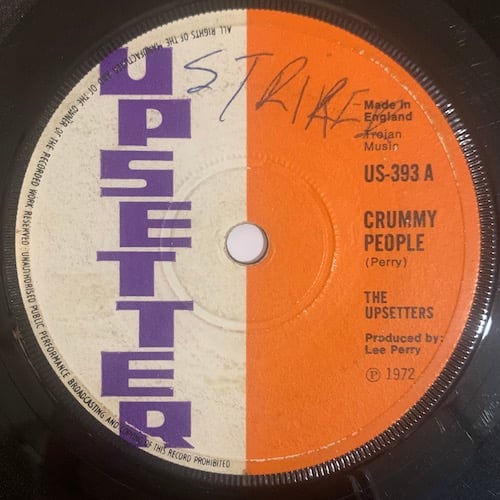 ALL RIGHTS OF THE MANUFACTURER AND OF THE OWNER OF THE RECORDED WORK RESERVED · UNAUTHORISED PUBLIC PERFORMANCE BROADCASTING AND COPYING OF THIS RECORD PROHIBITED
UPSETTER
Made in
England
Trojan
Music
US-393 A
CRUMMY
PEOPLE
(Perry)
THE
UPSETTERS
Produced by:
Lee Perry
℗ 1972